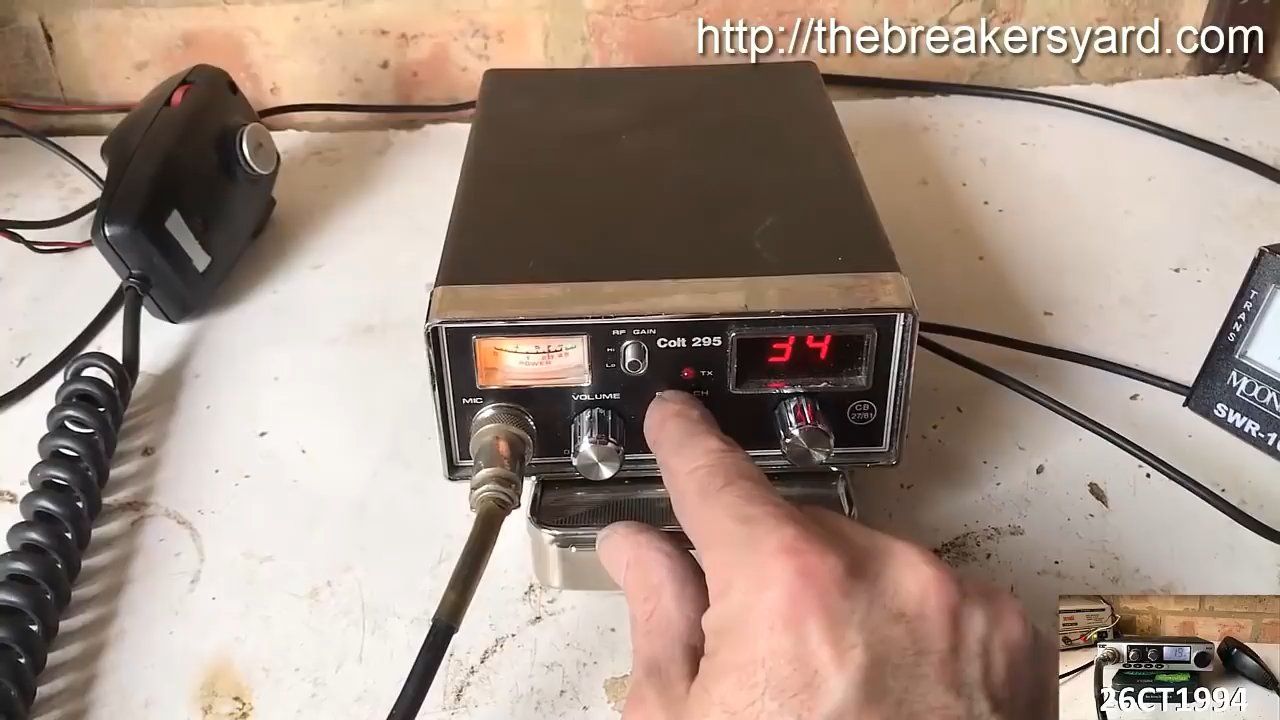 http://thebreakersyard.com
RF GAIN
Hi
Lo
Colt 295
34
POWER
TX
MIC
VOLUME
CB
27/81
TRANS
SWR-1
19
26CT1994